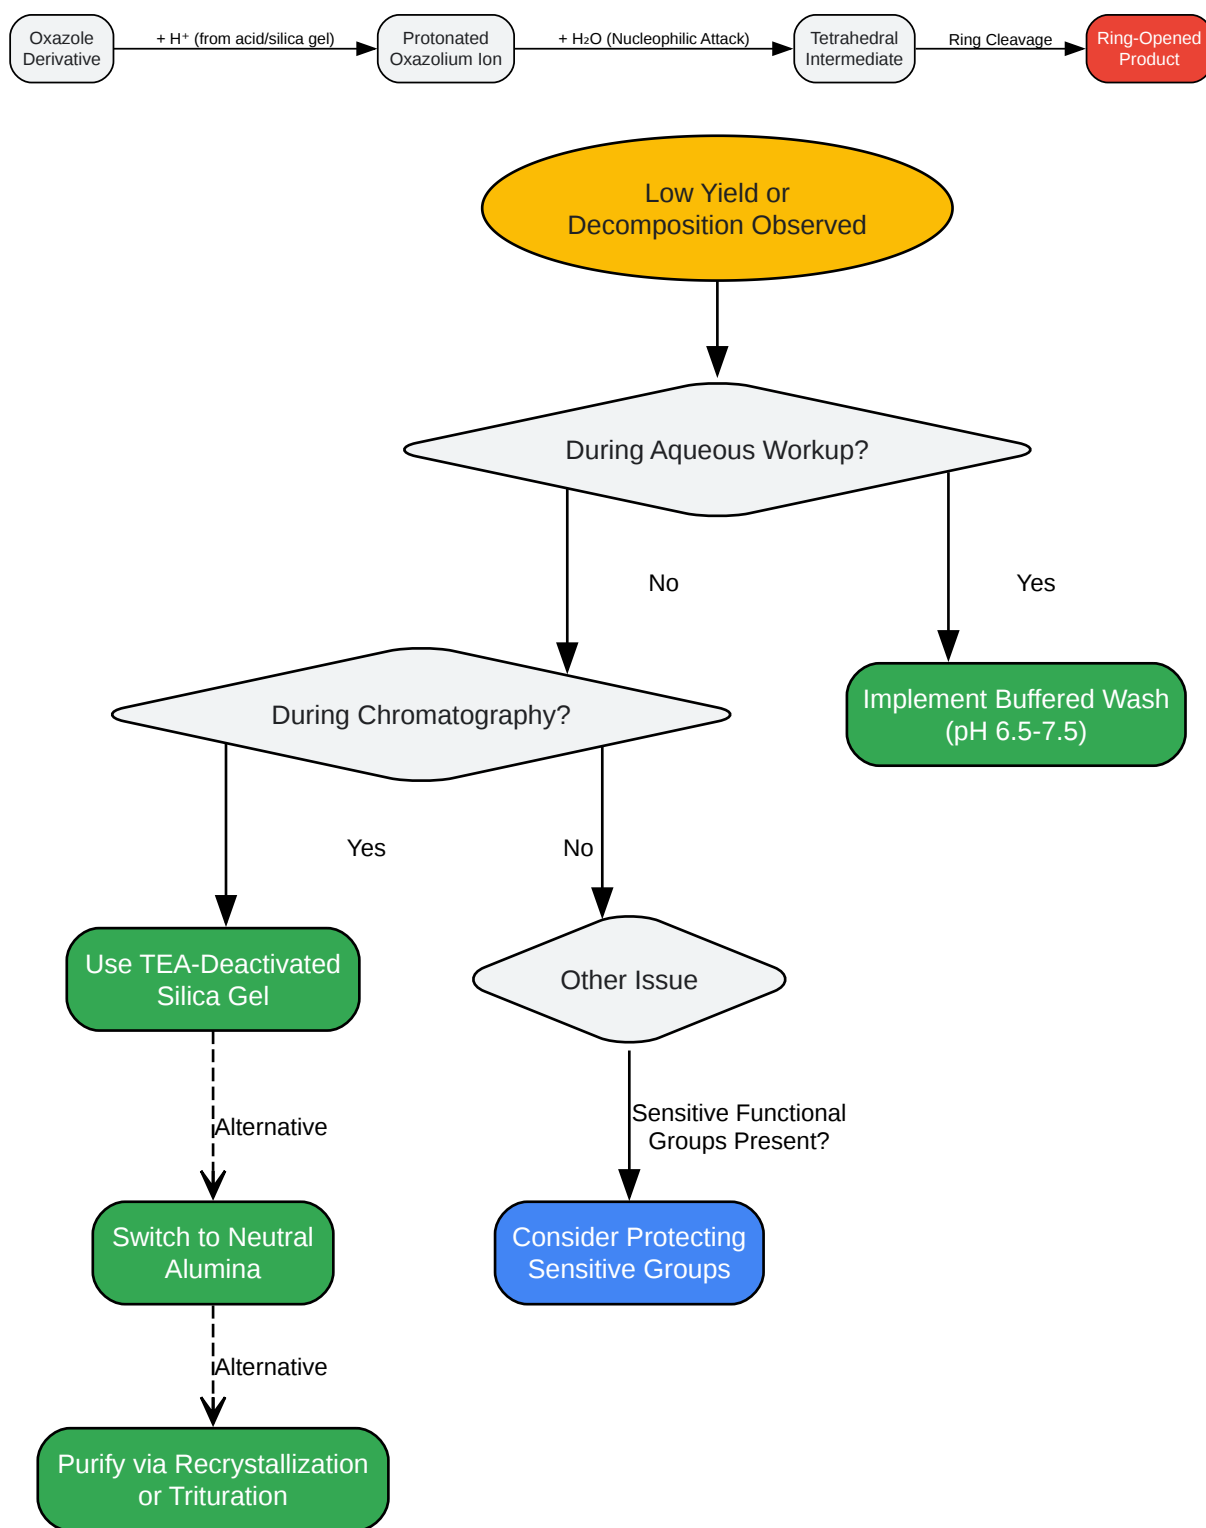 Oxazole
Derivative
+ H⁺ (from acid/silica gel)
Protonated
Oxazolium Ion
+ H₂O (Nucleophilic Attack)
Tetrahedral
Intermediate
Ring Cleavage
Ring-Opened
Product
Low Yield or
Decomposition Observed
During Aqueous Workup?
No
Yes
During Chromatography?
Implement Buffered Wash
(pH 6.5-7.5)
Yes
No
Use TEA-Deactivated
Silica Gel
Other Issue
Alternative
Sensitive Functional
Groups Present?
Switch to Neutral
Alumina
Consider Protecting
Sensitive Groups
Alternative
Purify via Recrystallization
or Trituration